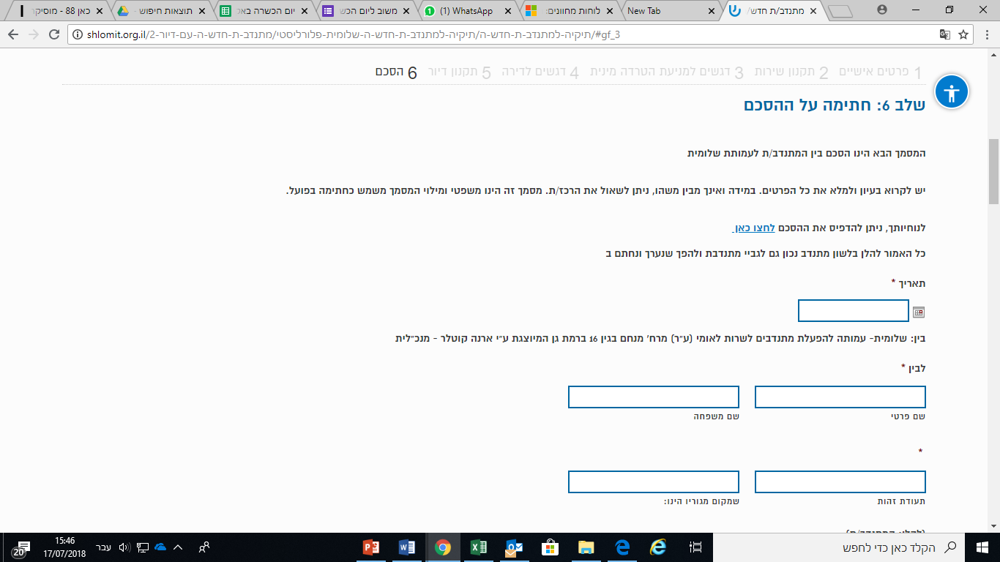 כאן 88 - מוסיקה
תוצאות חיפוש -
יום הכשרה באק
משוב ליום הכש
(1) WhatsApp
לוחות מחוונים:
New Tab
מתנדב/ת חדש/
shlomit.org.il/תיקיה-למתנדב-ת-חדש-ה/תיקיה-למתנדב-ת-חדש-ה-שלומית-פלורליסטי/מתנדב-ת-חדש-ה-עם-דיור-2/#gf_3
1 פרטים אישיים 2 תקנון שירות 3 דגשים למניעת הטרדה מינית 4 דגשים לדירה 5 תקנון דיור 6 הסכם
שלב 6: חתימה על ההסכם
המסמך הבא הינו הסכם בין המתנדב/ת לעמותת שלומית
יש לקרוא בעיון ולמלא את כל הפרטים. במידה ואינך מבין משהו, ניתן לשאול את הרכז/ת. מסמך זה הינו משפטי ומילוי המסמך משמש כחתימה בפועל.
לנוחיותך, ניתן להדפיס את ההסכם לחצו כאן
כל האמור להלן בלשון מתנדב נכון גם לגביי מתנדבת ולהפך שנערך ונחתם ב
תאריך *
בין: שלומית- עמותה להפעלת מתנדבים לשרות לאומי (ע"ר) מרח' מנחם בגין 16 ברמת גן המיוצגת ע"י ארנה קוטלר - מנכ"לית
לבין *
שם פרטי
שם משפחה
*
תעודת זהות
שמקום מגוריו הינו:
(להלן: המתנדב/ת)
הקלד כאן כדי לחפש
עבר
15:46
17/07/2018
20